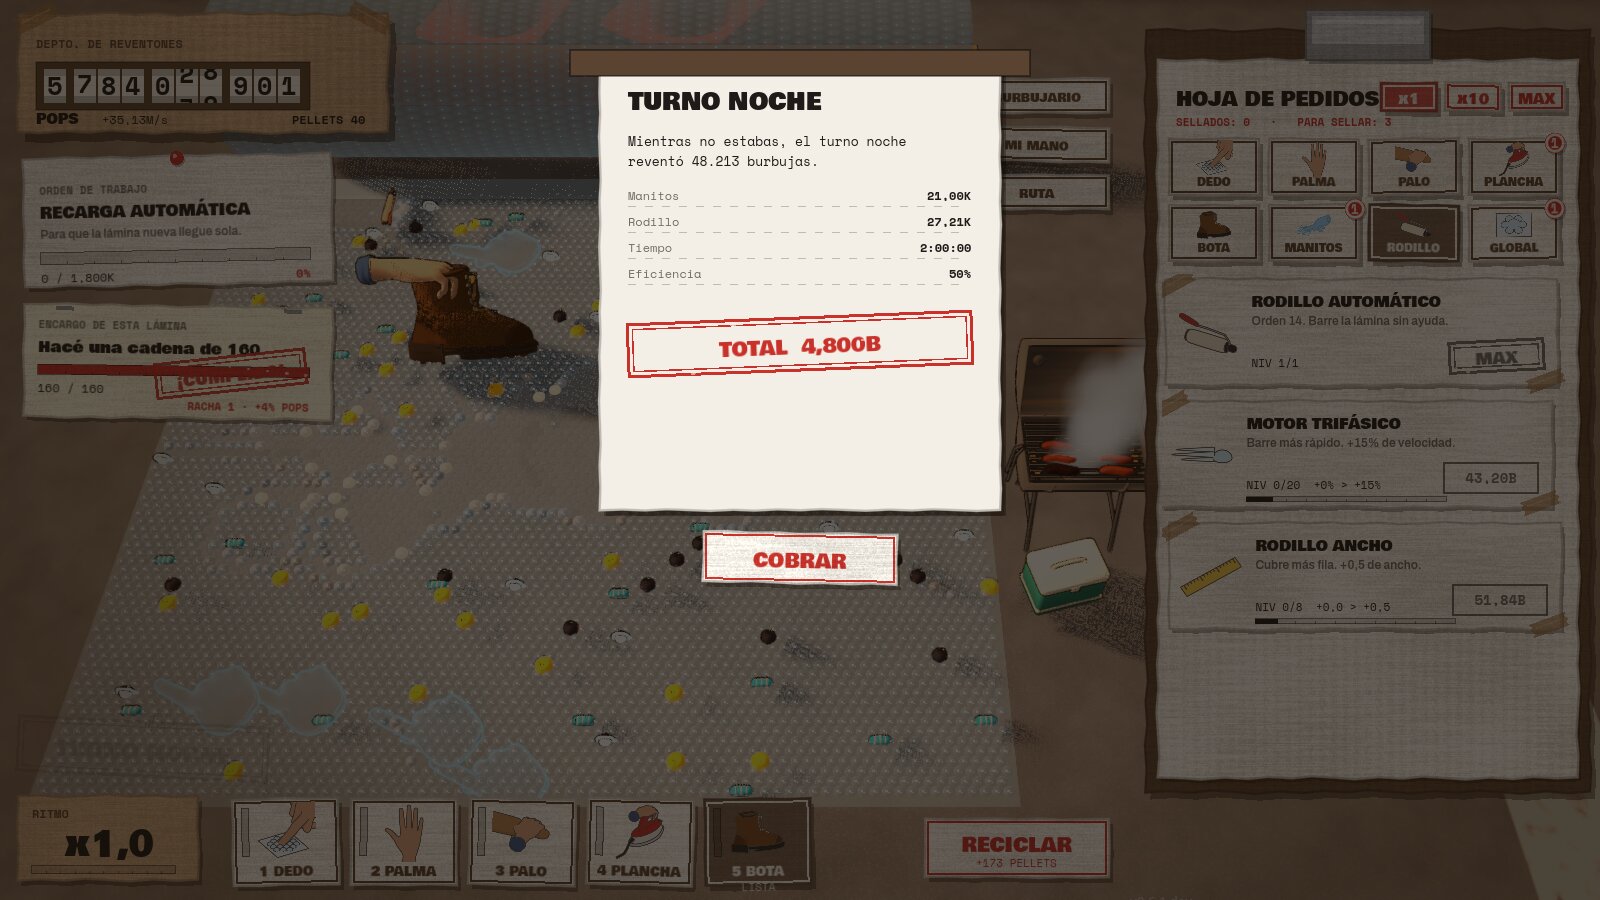 DEPTO. DE REVENTONES
5 784 0 901
POPS +35,13M/s PELLETS 40
ORDEN DE TRABAJO
RECARGA AUTOMÁTICA
Para que la lámina nueva llegue sola.
0 / 1,800K 0%
ENCARGO DE ESTA LÁMINA
Hacé una cadena de 160
160 / 160
RACHA 1 · +4% POPS
TURNO NOCHE
Mientras no estabas, el turno noche
reventó 48.213 burbujas.
Manitos 21,00K
Rodillo 27,21K
Tiempo 2:00:00
Eficiencia 50%
TOTAL 4,800B
COBRAR
URBUJARIO
MI MANO
RUTA
HOJA DE PEDIDOS x1 x10 MAX
SELLADOS: 0 · PARA SELLAR: 3
DEDO PALMA PALO PLANCHA 1
BOTA MANITOS 1 RODILLO GLOBAL 1
RODILLO AUTOMÁTICO
Orden 14. Barre la lámina sin ayuda.
NIV 1/1 MAX
MOTOR TRIFÁSICO
Barre más rápido. +15% de velocidad.
NIV 0/20 +0% > +15% 43,20B
RODILLO ANCHO
Cubre más fila. +0,5 de ancho.
NIV 0/8 +0,0 > +0,5 51,84B
RITMO
x1,0
1 DEDO 2 PALMA 3 PALO 4 PLANCHA 5 BOTA
LISTA
RECICLAR
+173 PELLETS